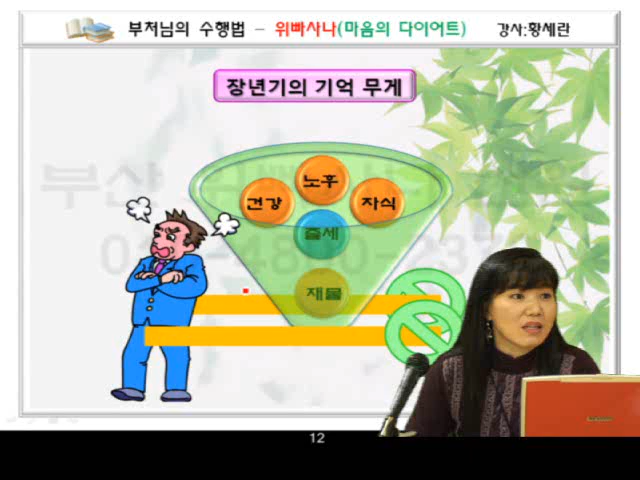 부처님의 수행법 - 위빠사나(마음의 다이어트) 강사:황세란
장년기의 기억 무게
노후
건강
자식
출세
재물
12